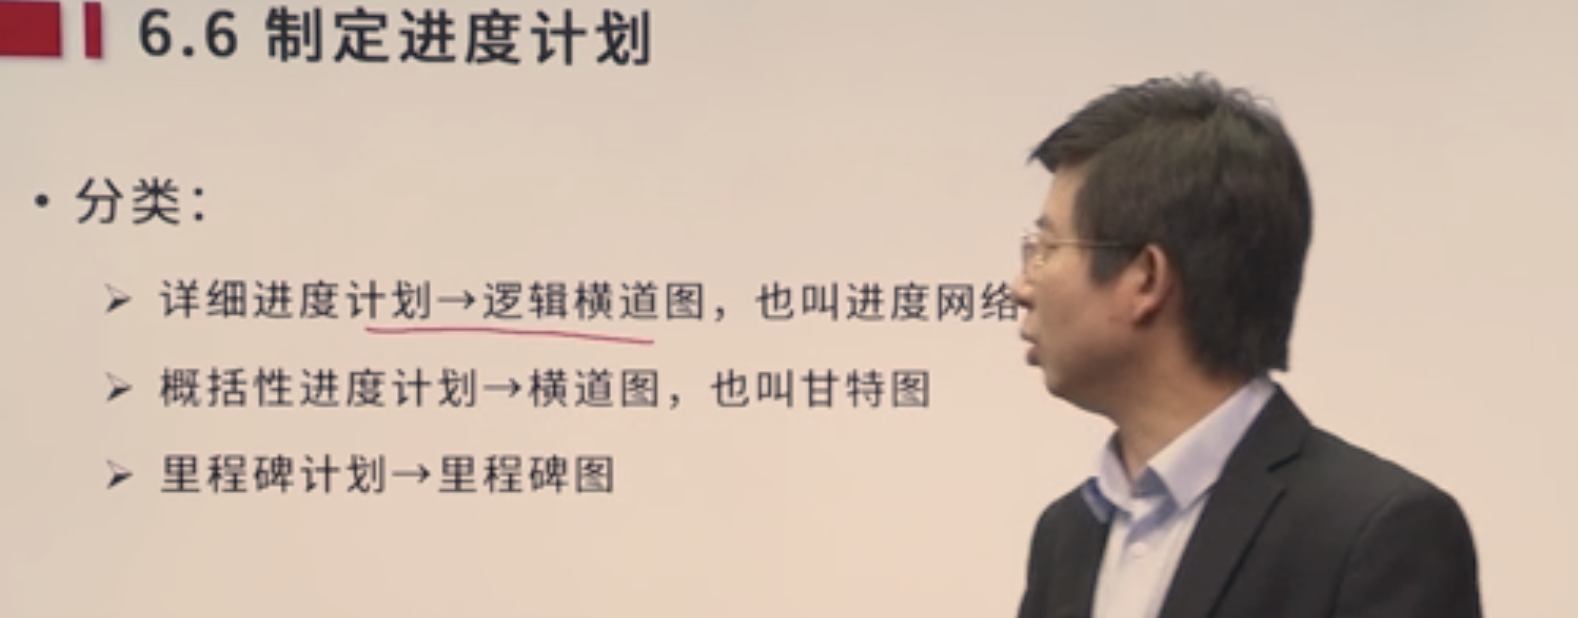 6.6 制定进度计划
• 分类：
➢ 详细进度计划→逻辑横道图，也叫进度网络
➢ 概括性进度计划→横道图，也叫甘特图
➢ 里程碑计划→里程碑图